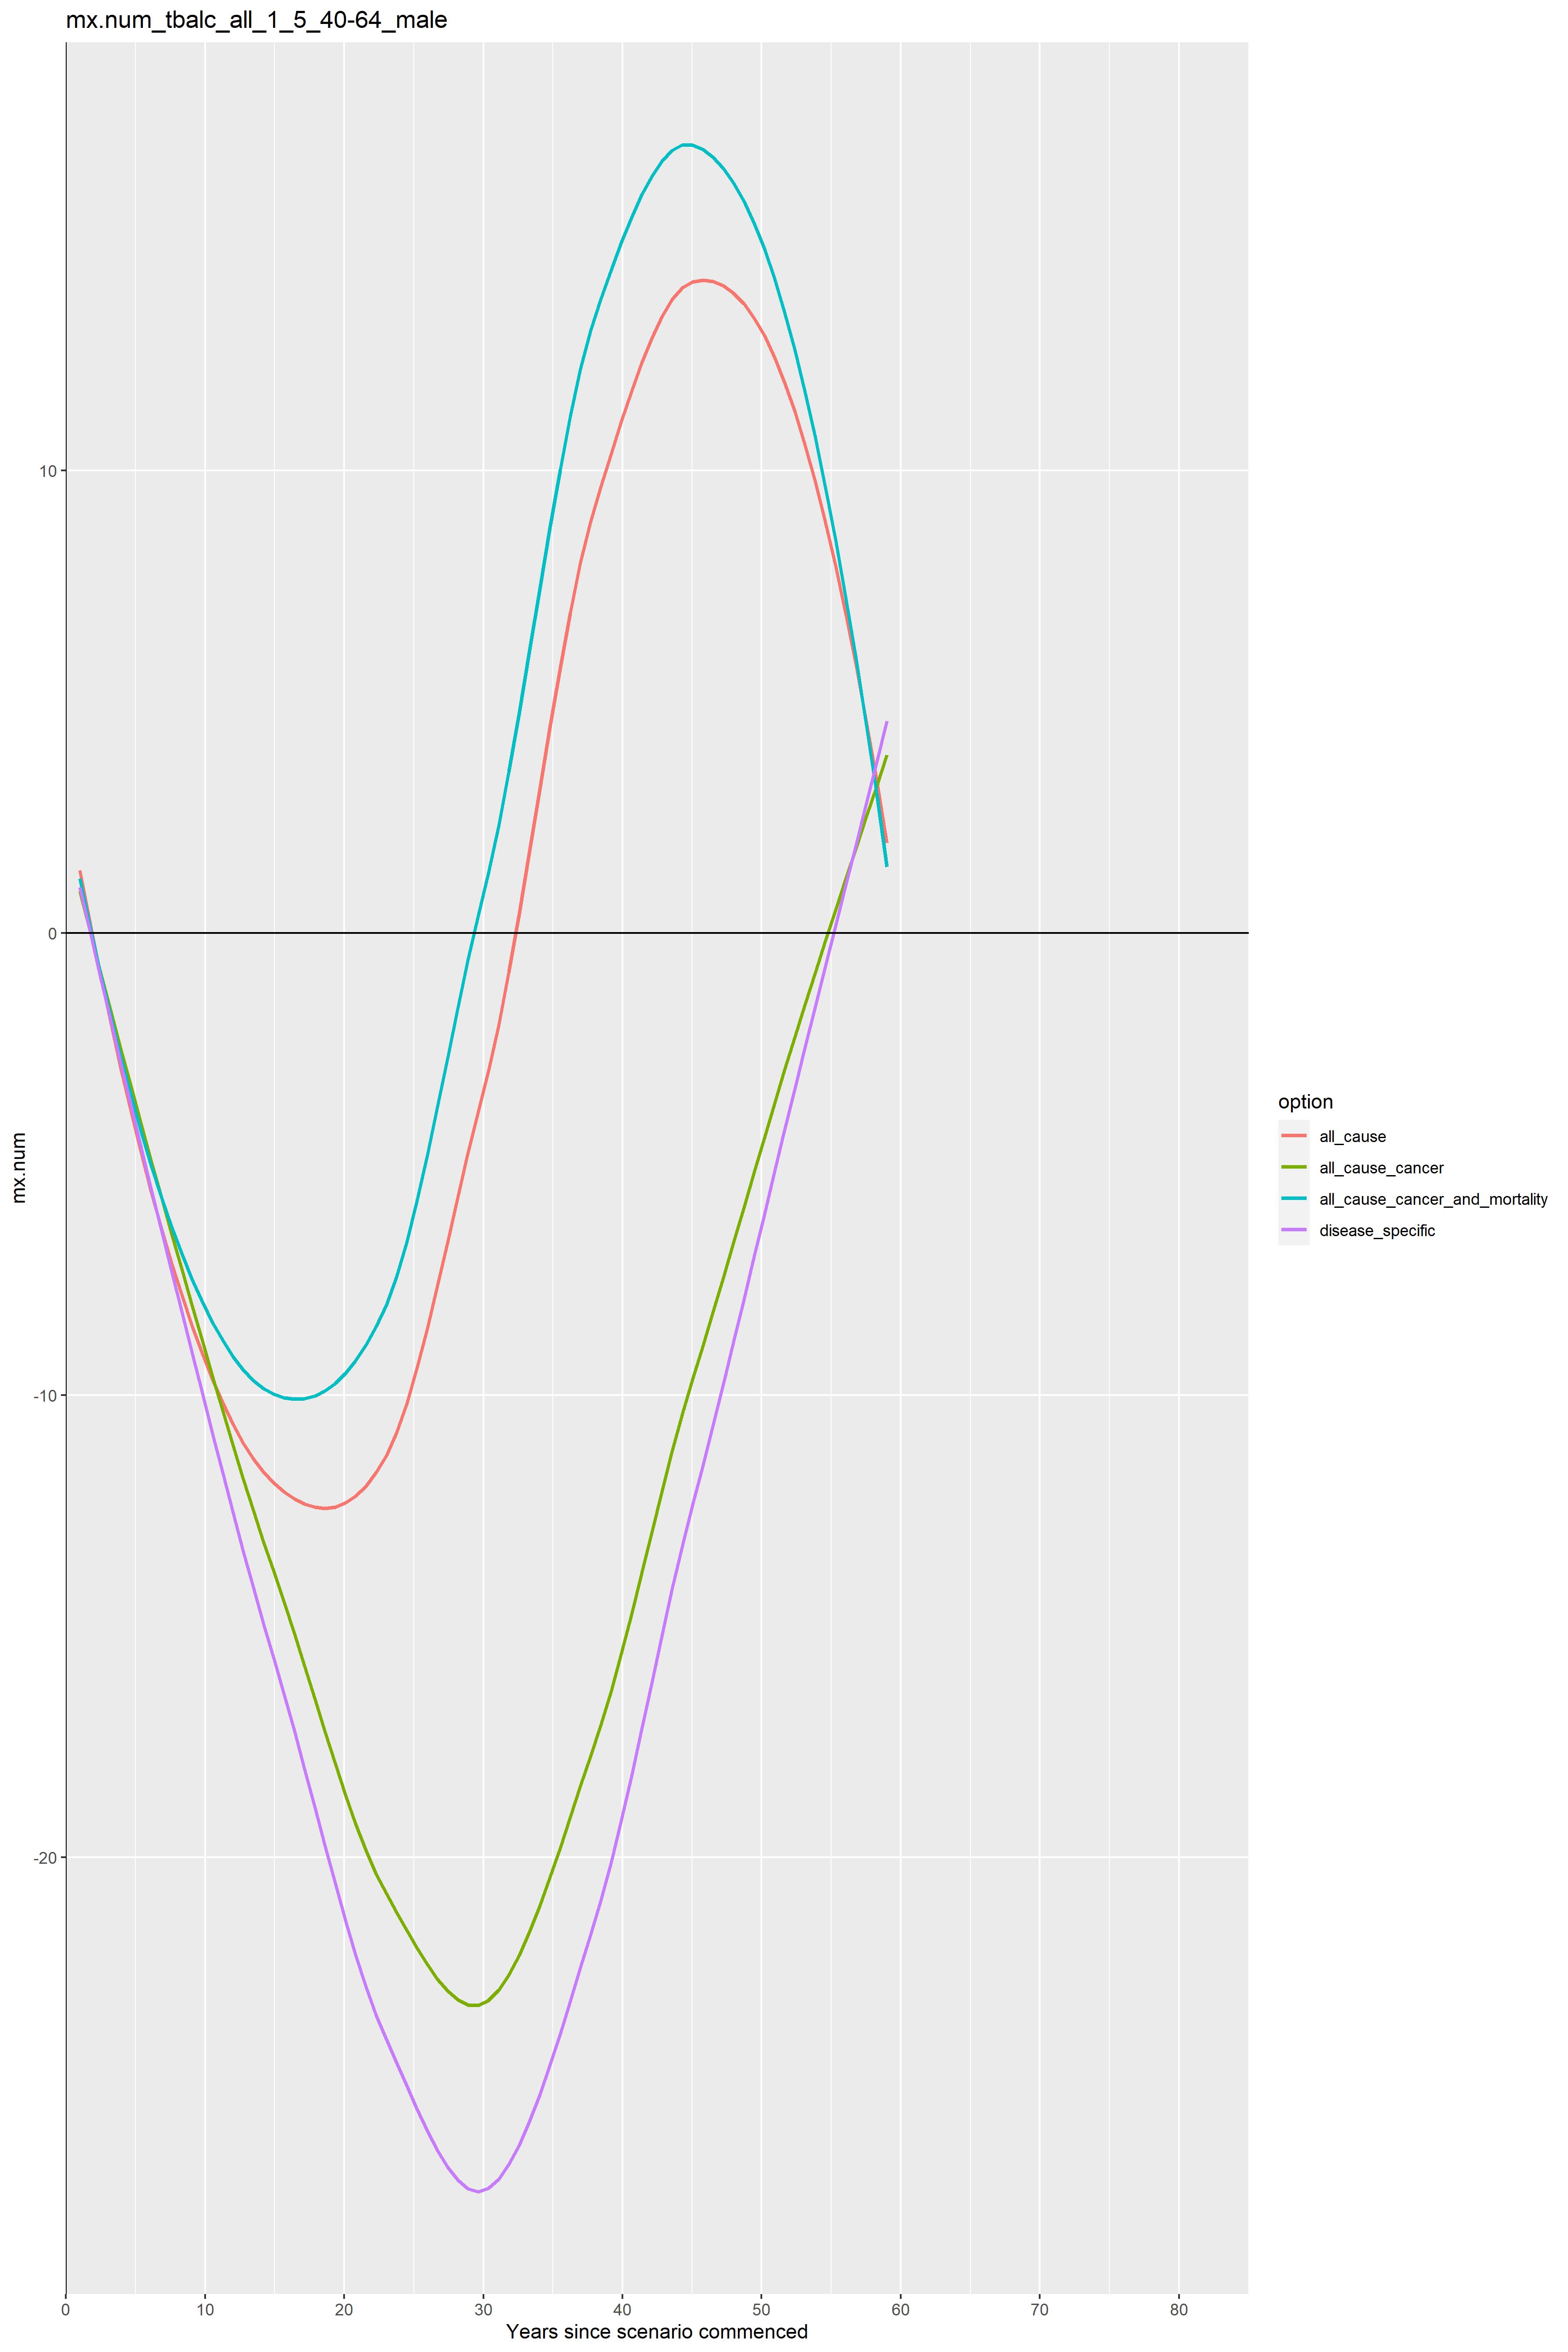 mx.num_tbalc_all_1_5_40-64_male
10
0
-10
-20
mx.num
0 10 20 30 40 50 60 70 80
Years since scenario commenced
option
all_cause
all_cause_cancer
all_cause_cancer_and_mortality
disease_specific